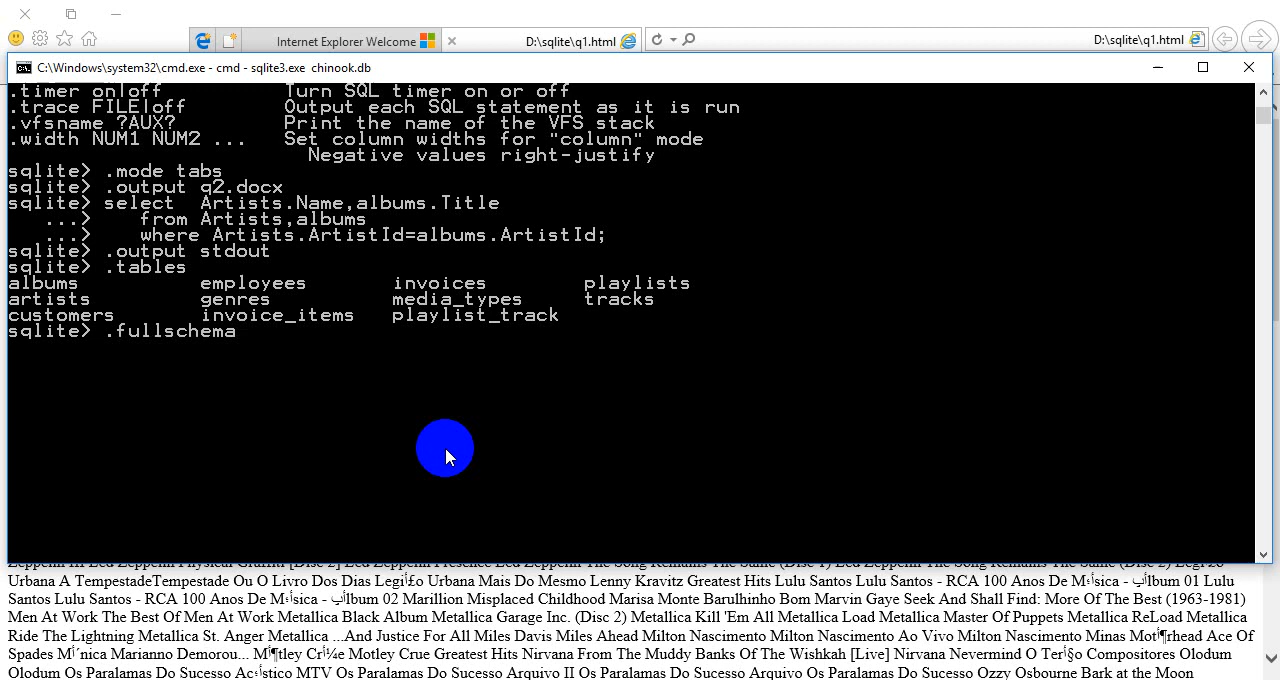 Internet Explorer Welcome
D:\sqlite\q1.html
D:\sqlite\q1.html
C:\Windows\system32\cmd.exe - cmd - sqlite3.exe chinook.db
.timer on|off Turn SQL timer on or off
.trace FILE|off Output each SQL statement as it is run
.vfsname ?AUX? Print the name of the VFS stack
.width NUM1 NUM2 ... Set column widths for "column" mode
Negative values right-justify
sqlite> .mode tabs
sqlite> .output q2.docx
sqlite> select Artists.Name,albums.Title
...> from Artists,albums
...> where Artists.ArtistId=albums.ArtistId;
sqlite> .output stdout
sqlite> .tables
albums employees invoices playlists
artists genres media_types tracks
customers invoice_items playlist_track
sqlite> .fullschema
Urbana A TempestadeTempestade Ou O Livro Dos Dias Urbana Mais Do Mesmo Lenny Kravitz Greatest Hits Lulu Santos Lulu Santos - RCA 100 Anos De - 01 Lulu
Santos Lulu Santos - RCA 100 Anos De - 02 Marillion Misplaced Childhood Marisa Monte Barulhinho Bom Marvin Gaye Seek And Shall Find: More Of The Best (1963-1981)
Men At Work The Best Of Men At Work Metallica Black Album Metallica Garage Inc. (Disc 2) Metallica Kill 'Em All Metallica Load Metallica Master Of Puppets Metallica ReLoad Metallica
Ride The Lightning Metallica St. Anger Metallica ...And Justice For All Miles Davis Miles Ahead Milton Nascimento Milton Nascimento Ao Vivo Milton Nascimento Minas Ace Of
Spades Marianno Demorou... Motley Crue Greatest Hits Nirvana From The Muddy Banks Of The Wishkah [Live] Nirvana Nevermind O Compositores Olodum
Olodum Os Paralamas Do Sucesso MTV Os Paralamas Do Sucesso Arquivo II Os Paralamas Do Sucesso Arquivo Os Paralamas Do Sucesso Ozzy Osbourne Bark at the Moon